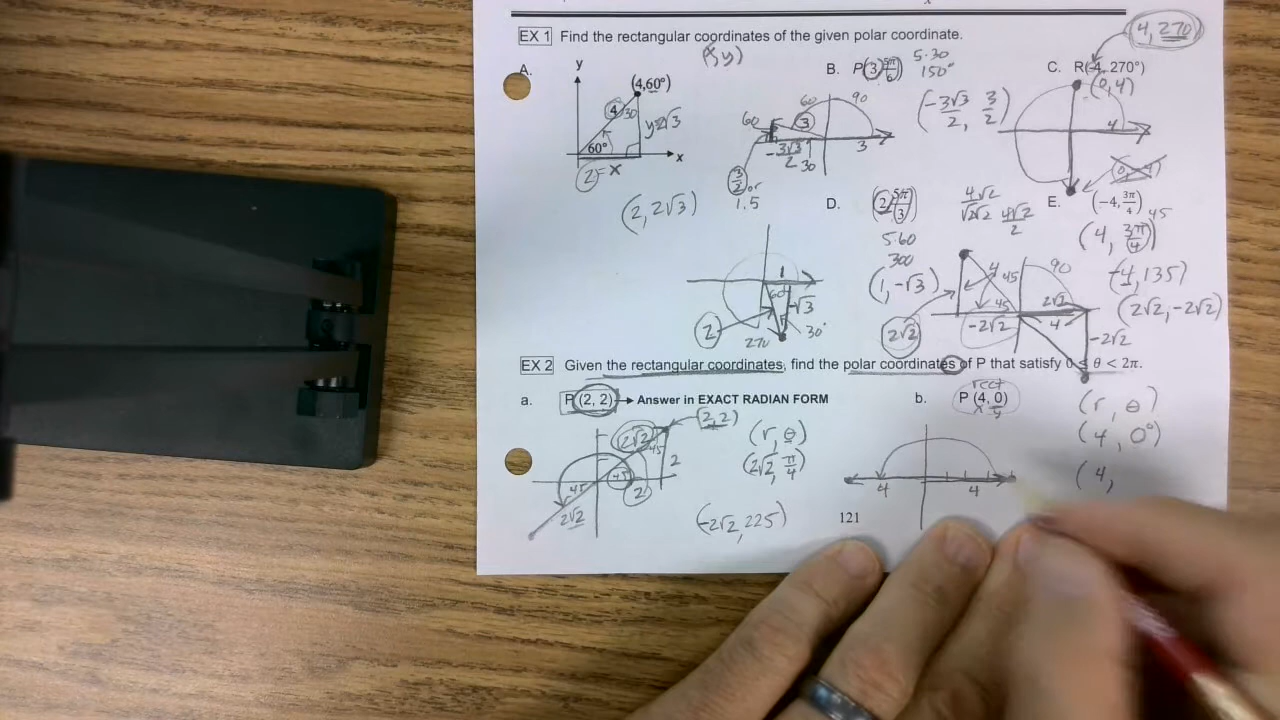 EX 1 Find the rectangular coordinates of the given polar coordinate.
4, 270
A.
y
(4,60°)
4
30
y=2√3
60°
x
2=x
(2, 2√3)
(x,y)
B. P(3, 5π/6)
5·30
150°
60
90
60
3
3
-3√3/2
30
3/2 or
1.5
(-3√3/2, 3/2)
C. R(-4, 270°)
(0, 4)
4
D. (2, 5π/3)
5·60
300
(1, -√3)
1
60
-√3
30°
2
270
4√2/√2√2
4√2/2
E. (-4, 3π/4)
45
(4, 3π/4)
(-4, 135)
(2√2, -2√2)
90
4
45
45
2√2
-2√2
2√2
4
-2√2
EX 2 Given the rectangular coordinates, find the polar coordinates of P that satisfy 0 ≤ θ < 2π.
a. P(2, 2) → Answer in EXACT RADIAN FORM
(2,2)
2√2
45
2
45
2
45
2√2
(r, θ)
(2√2, π/4)
(-2√2, 225)
b. rect
P (4, 0)
x y
4
4
(r, θ)
(4, 0°)
(4,
121